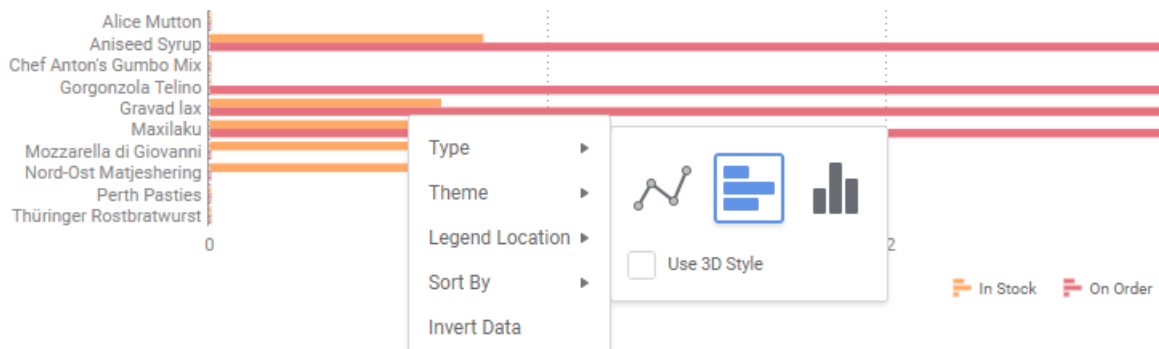 Alice Mutton
Aniseed Syrup
Chef Anton's Gumbo Mix
Gorgonzola Telino
Gravad lax
Maxilaku
Mozzarella di Giovanni
Nord-Ost Matjeshering
Perth Pasties
Thüringer Rostbratwurst
0
2
In Stock
On Order
Type
Theme
Legend Location
Sort By
Invert Data
Use 3D Style